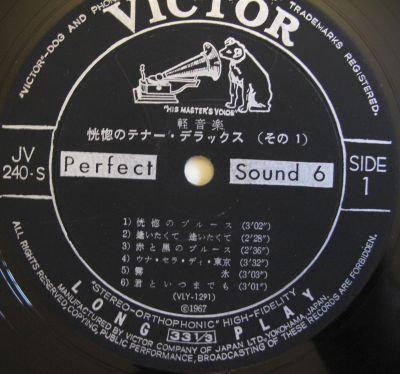 "VICTOR"-DOG AND PHO
VICTOR
TRADEMARKS REGISTERED.
"HIS MASTER'S VOICE"
軽音楽
恍惚のテナー・デラックス (その1)
JV
240-S
Perfect Sound 6
SIDE
1
1) 恍惚のブルース (3'02")
2) 逢いたくて 逢いたくて (2'28")
3) 赤と黒のブルース (2'36")
4) ウナ・セラ・ディ・東京 (3'32")
5) 霧氷 (3'03")
6) 君といつまでも (3'01")
(VLY-1291)
©1967
"STEREO-ORTHOPHONIC" HIGH-FIDELITY
LONG 33 1/3 PLAY
MANUFACTURED BY VICTOR COMPANY OF JAPAN LTD. YOKOHAMA, JAPAN.
ALL RIGHTS RESERVED. COPYING, PUBLIC PERFORMANCE, BROADCASTING OF THESE RECORDS ARE FORBIDDEN.